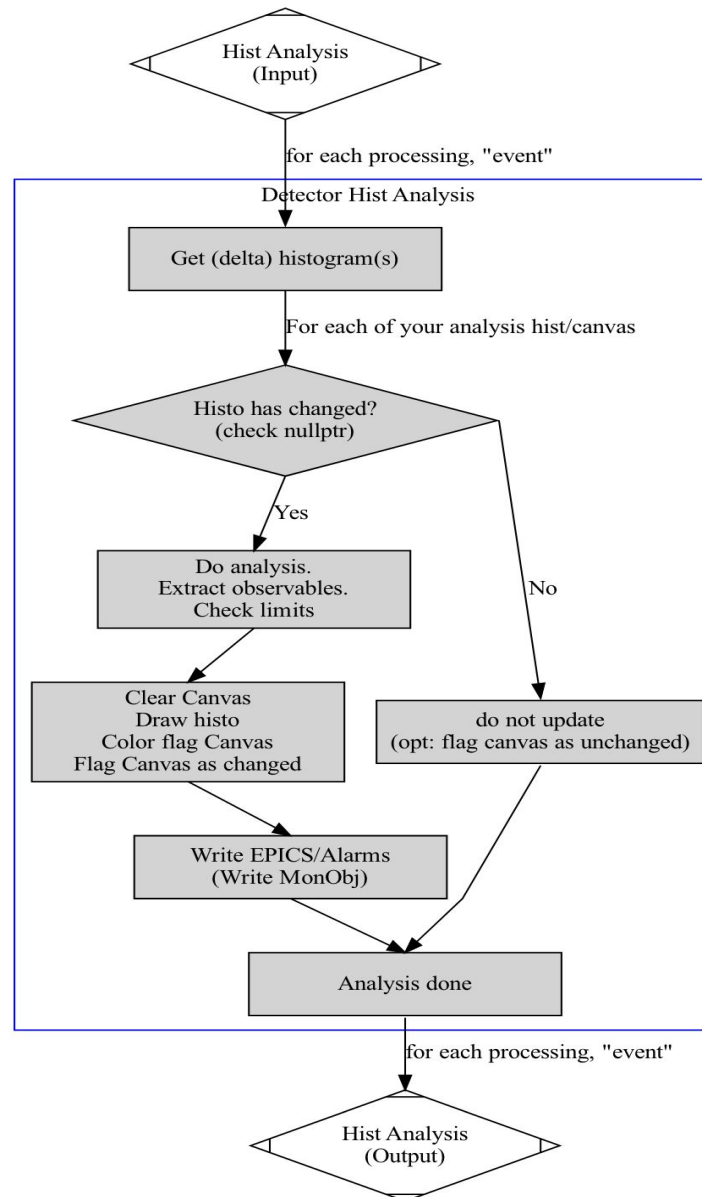 Hist Analysis
(Input)
for each processing, "event"
Detector Hist Analysis
Get (delta) histogram(s)
For each of your analysis hist/canvas
Histo has changed?
(check nullptr)
Yes
Do analysis.
Extract observables.
Check limits
No
Clear Canvas
Draw histo
Color flag Canvas
Flag Canvas as changed
do not update
(opt: flag canvas as unchanged)
Write EPICS/Alarms
(Write MonObj)
Analysis done
for each processing, "event"
Hist Analysis
(Output)